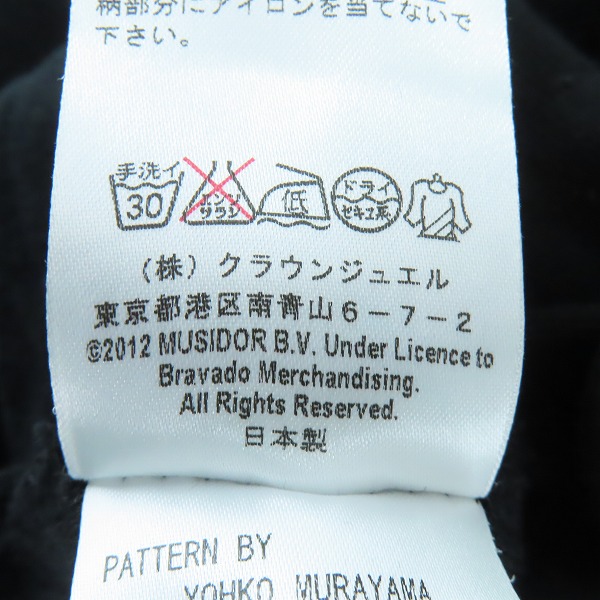 柄部分にアイロンを当てないで
下さい。
手洗イ
30
エンソ
サラシ
低
ドライ
セキユ系
(株) クラウンジュエル
東京都港区南青山6-7-2
©2012 MUSIDOR B.V. Under Licence to
Bravado Merchandising.
All Rights Reserved.
日本製
PATTERN BY
YOHKO MURAYAMA